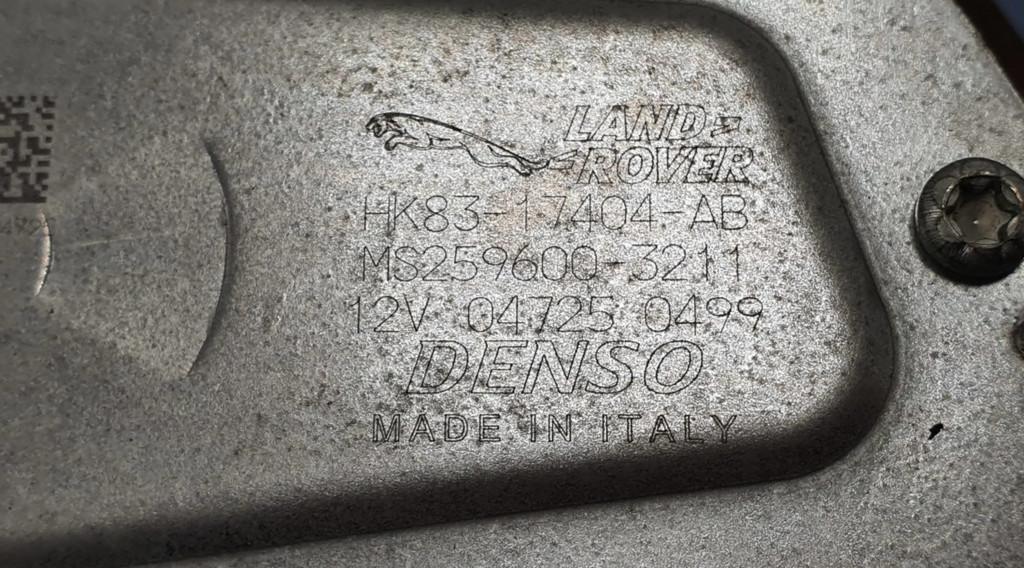 LAND-
ROVER
HK83-17404-AB
MS259600-3211
12V 04725 0499
DENSO
MADE IN ITALY